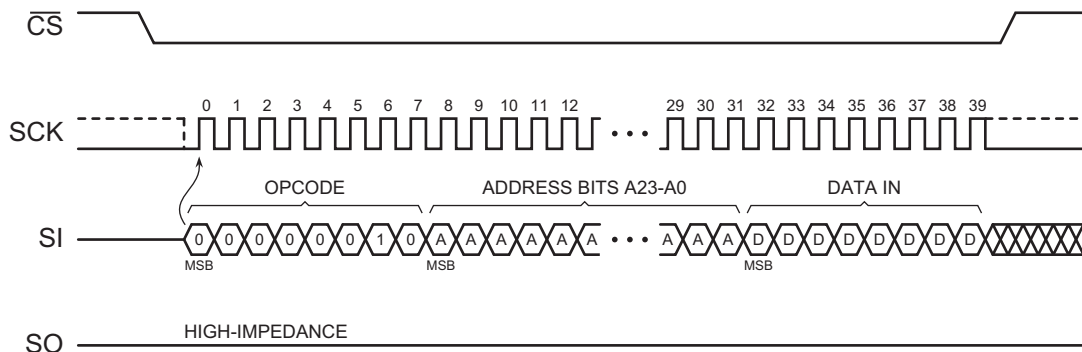 CS
0 1 2 3 4 5 6 7 8 9 10 11 12 29 30 31 32 33 34 35 36 37 38 39
SCK
OPCODE ADDRESS BITS A23-A0 DATA IN
SI 0 0 0 0 0 0 1 0 A A A A A A A A A D D D D D D D D
MSB MSB MSB
HIGH-IMPEDANCE
SO